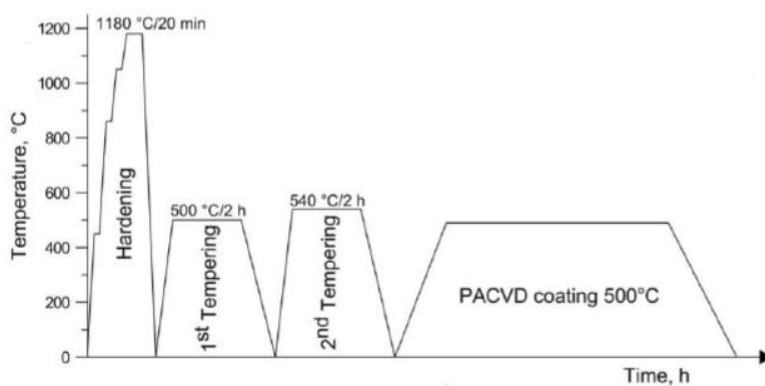 1180 °C/20 min
1200
1000
800
600
400
200
0
Temperature, °C
Hardening
500 °C/2 h
1st Tempering
540 °C/2 h
2nd Tempering
PACVD coating 500°C
Time, h